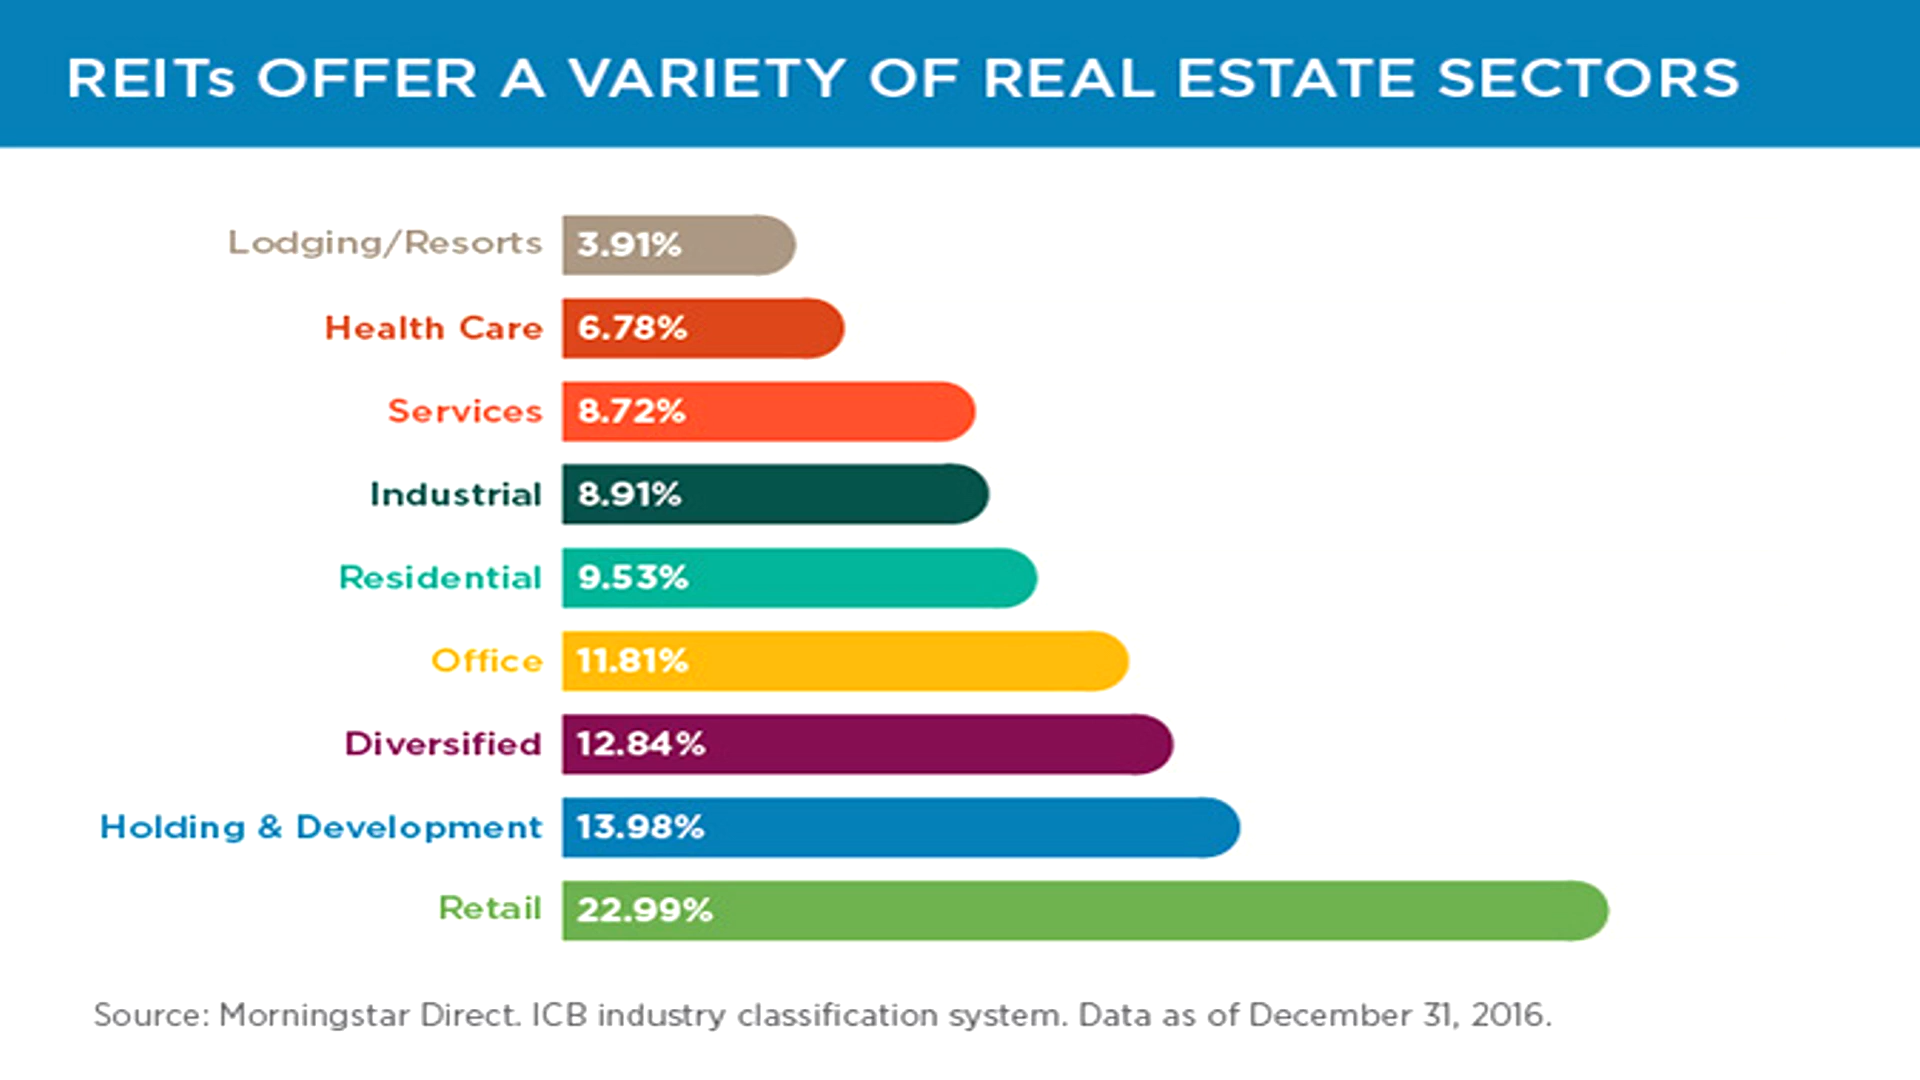 REITs OFFER A VARIETY OF REAL ESTATE SECTORS
Lodging/Resorts 3.91%
Health Care 6.78%
Services 8.72%
Industrial 8.91%
Residential 9.53%
Office 11.81%
Diversified 12.84%
Holding & Development 13.98%
Retail 22.99%
Source: Morningstar Direct. ICB industry classification system. Data as of December 31, 2016.